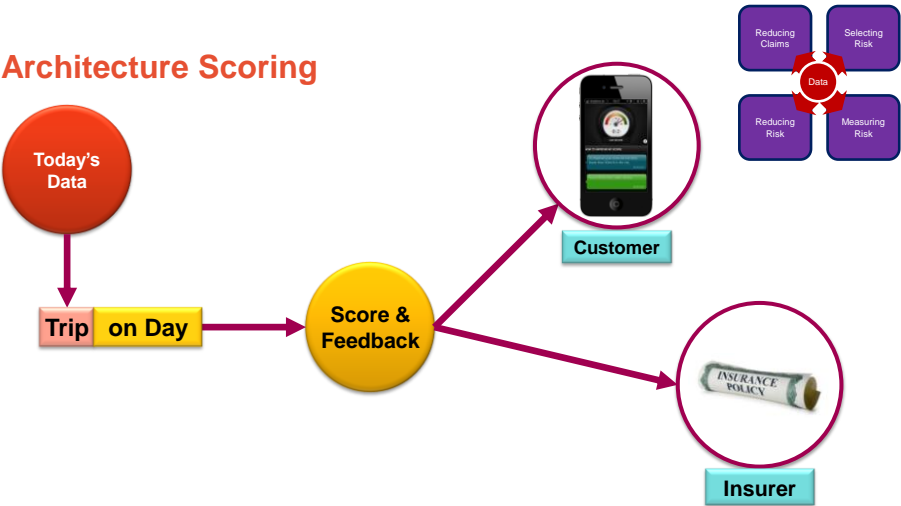 Architecture Scoring
Reducing
Claims
Selecting
Risk
Data
Reducing
Risk
Measuring
Risk
Today's
Data
Trip on Day
Score &
Feedback
Customer
INSURANCE
POLICY
Insurer